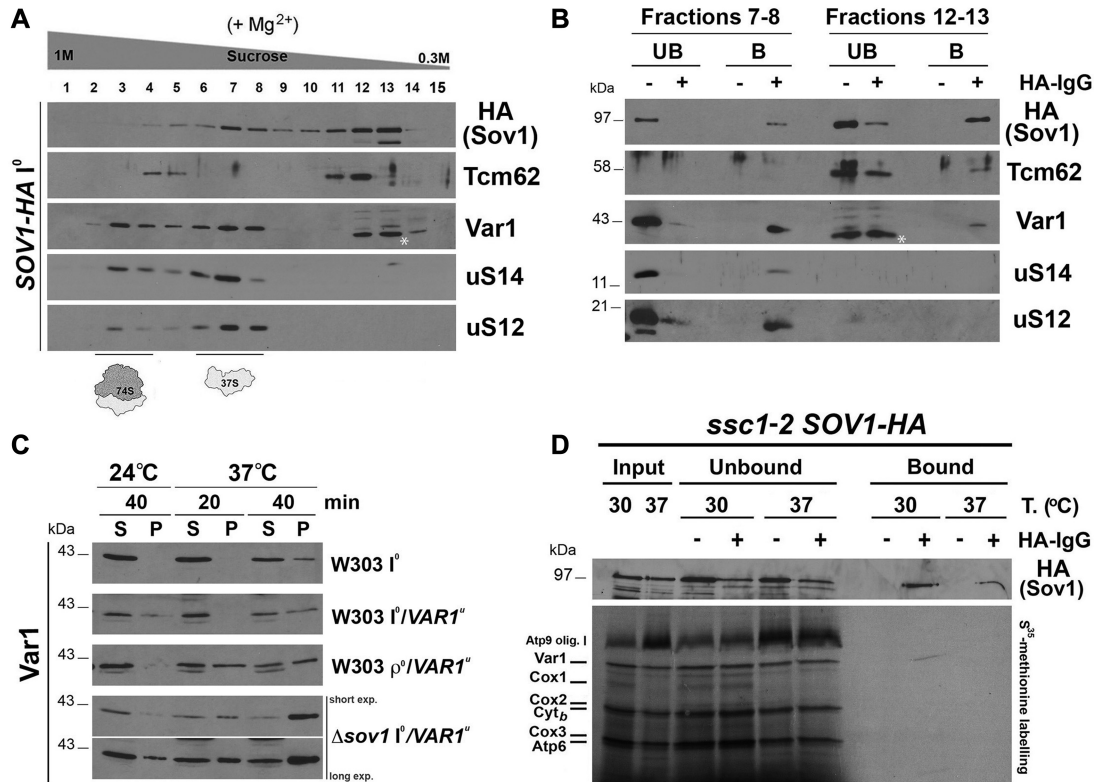 A
(+ Mg²⁺)
1M Sucrose 0.3M
1 2 3 4 5 6 7 8 9 10 11 12 13 14 15
SOV1-HA I⁰
HA
(Sov1)
Tcm62
Var1
*
uS14
uS12
74S 37S
B
Fractions 7-8 Fractions 12-13
UB B UB B
kDa - + - + - + - + HA-IgG
97 HA
(Sov1)
58 Tcm62
43 Var1
*
11 uS14
21 uS12
C
24°C 37°C
40 20 40 min
kDa S P S P S P
Var1
43 W303 I⁰
43 W303 I⁰/VAR1ᵘ
43 W303 ρ⁰/VAR1ᵘ
short exp.
Δsov1 I⁰/VAR1ᵘ
43
long exp.
D
ssc1-2 SOV1-HA
Input Unbound Bound
30 37 30 37 30 37 T. (ºC)
- + - + - + - + HA-IgG
kDa
97 HA
(Sov1)
Atp9 olig. I
Var1
Cox1
Cox2
Cyt b
Cox3
Atp6
S³⁵-methionine labelling